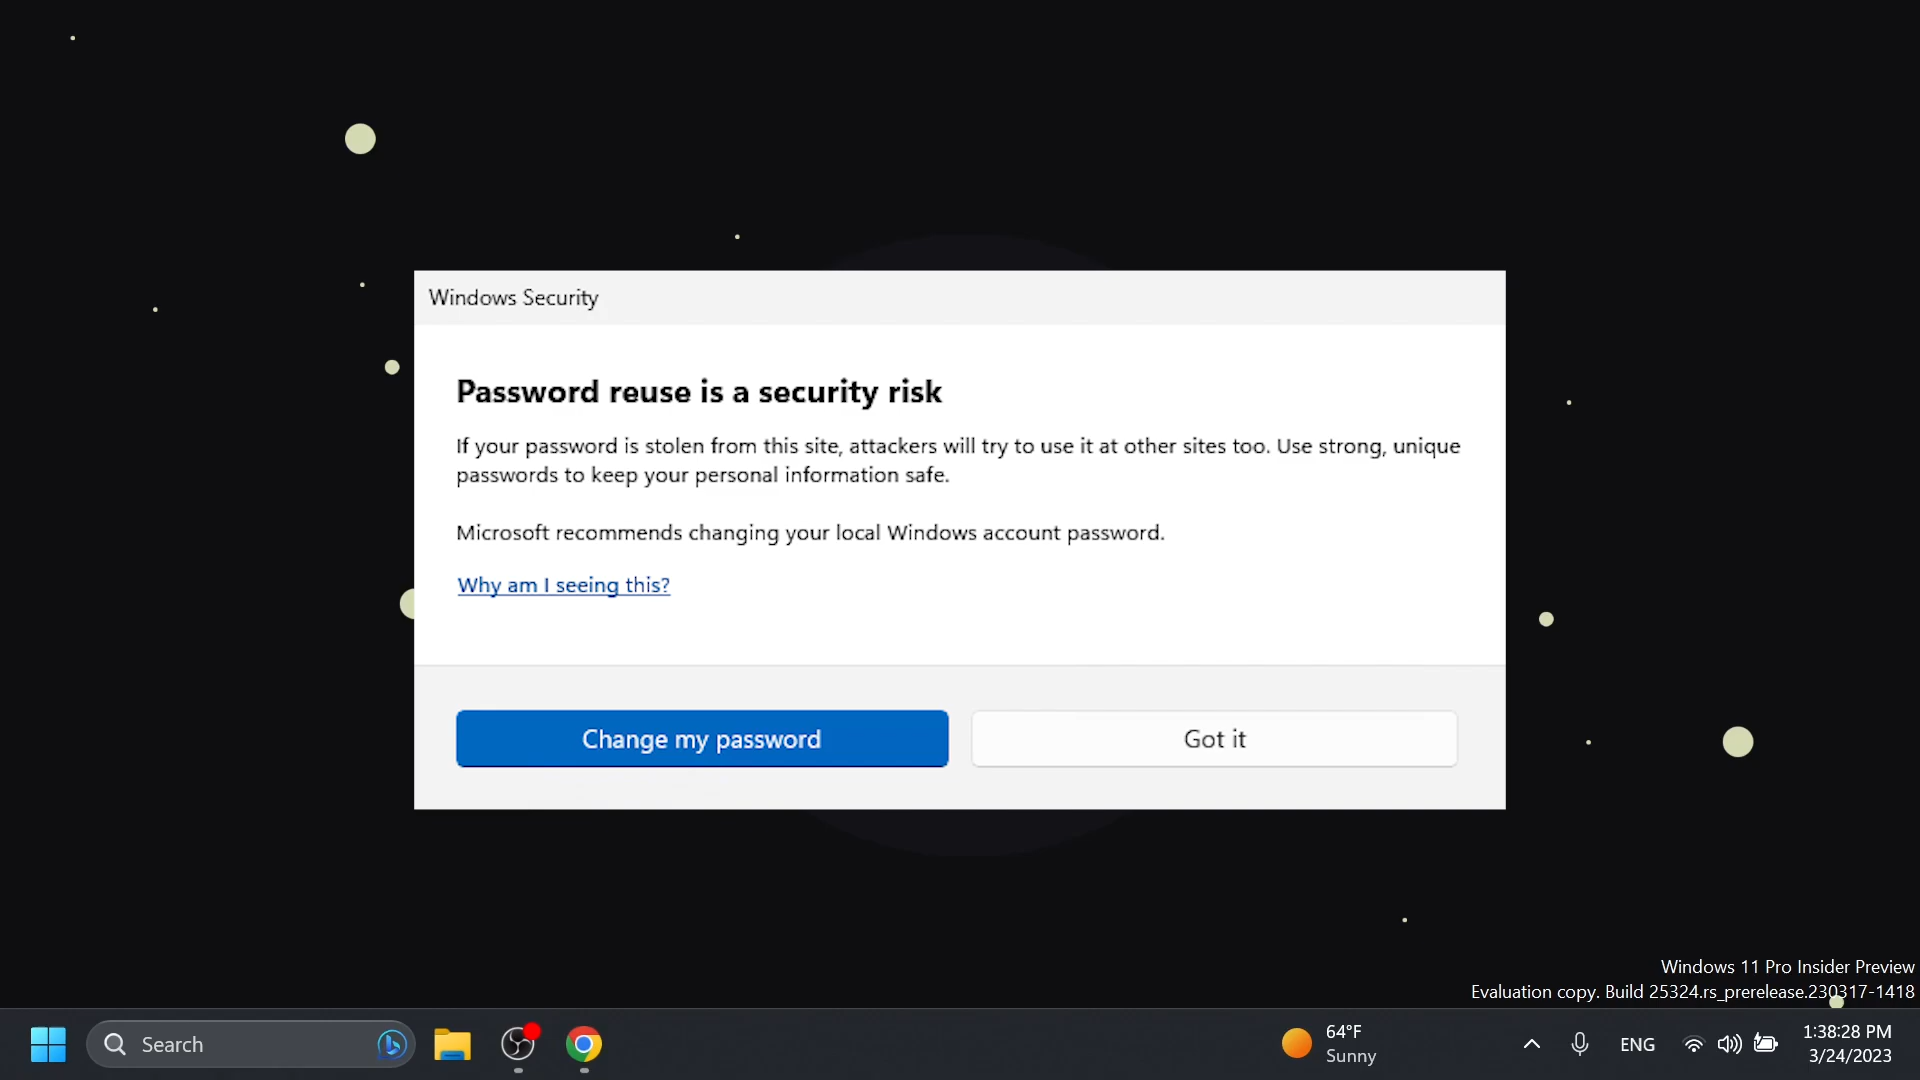 Windows Security
Password reuse is a security risk
If your password is stolen from this site, attackers will try to use it at other sites too. Use strong, unique
passwords to keep your personal information safe.
Microsoft recommends changing your local Windows account password.
Why am I seeing this?
Change my password
Got it
Windows 11 Pro Insider Preview
Evaluation copy. Build 25324.rs_prerelease.230317-1418
Search
64°F
Sunny
ENG
1:38:28 PM
3/24/2023